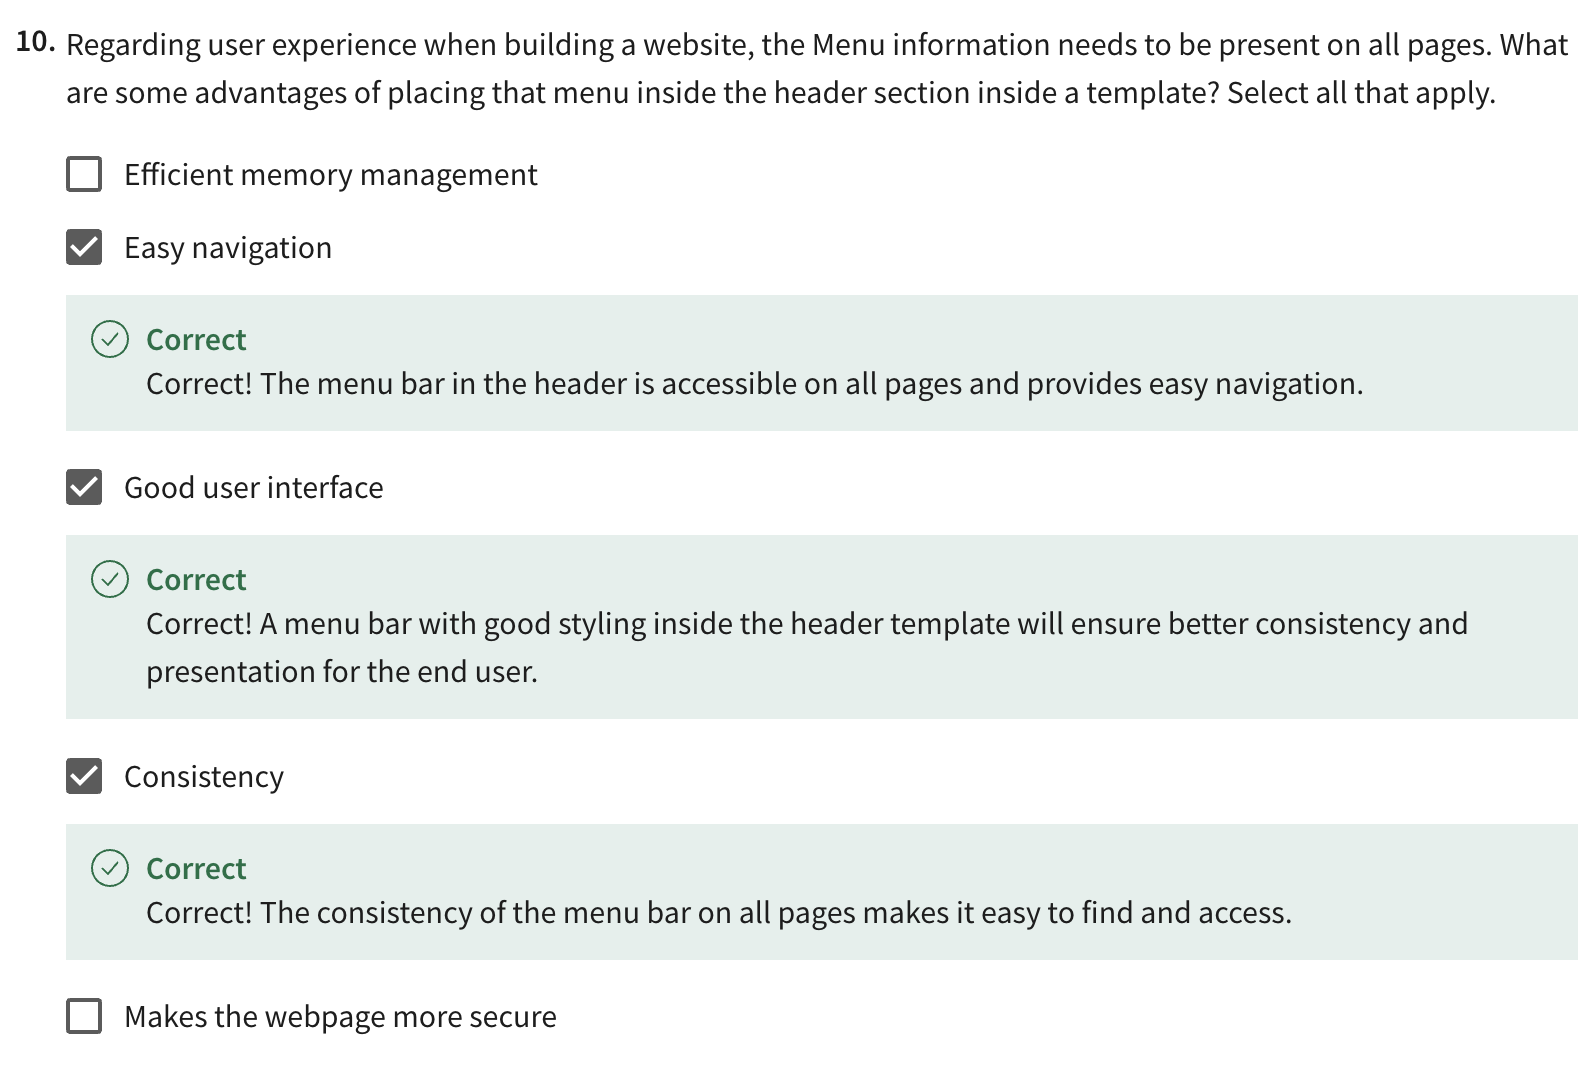 10. Regarding user experience when building a website, the Menu information needs to be present on all pages. What
are some advantages of placing that menu inside the header section inside a template? Select all that apply.
Efficient memory management
Easy navigation
Correct
Correct! The menu bar in the header is accessible on all pages and provides easy navigation.
Good user interface
Correct
Correct! A menu bar with good styling inside the header template will ensure better consistency and
presentation for the end user.
Consistency
Correct
Correct! The consistency of the menu bar on all pages makes it easy to find and access.
Makes the webpage more secure